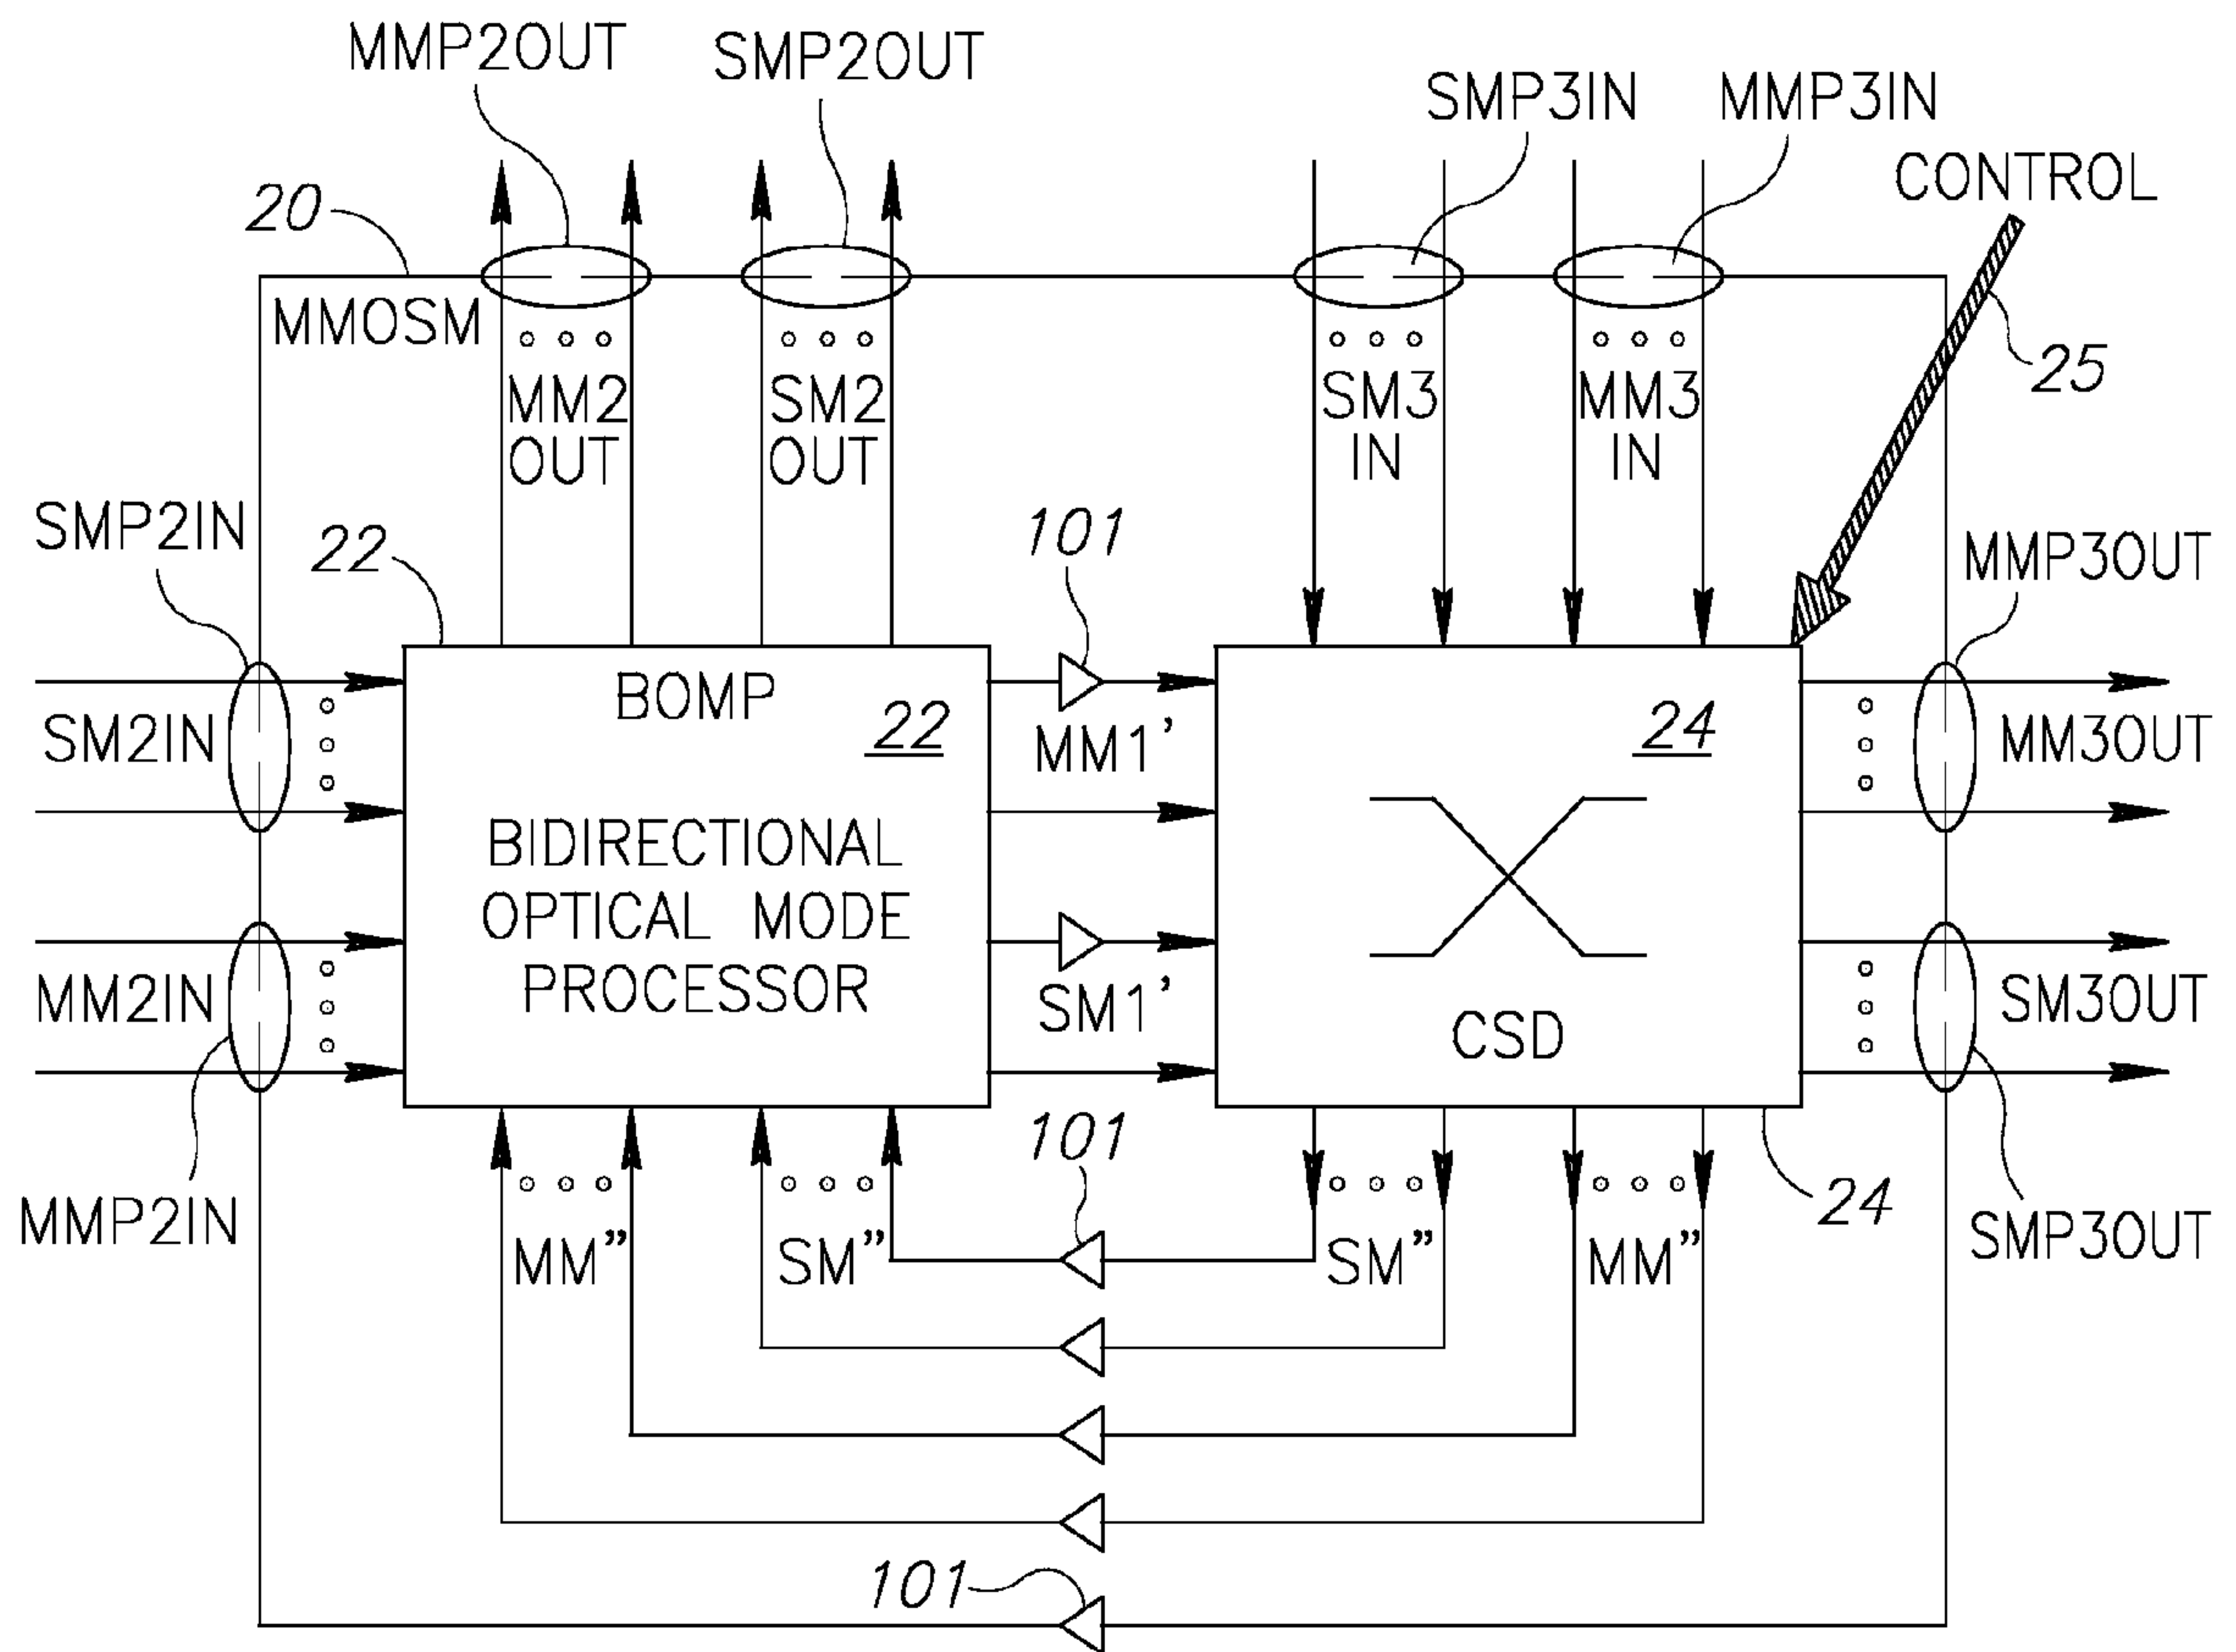 MMP2OUT
SMP2OUT
SMP3IN
MMP3IN
CONTROL
20
MMOSM
25
MM2
OUT
SM2
OUT
SM3
IN
MM3
IN
SMP2IN
22
101
MMP3OUT
BOMP
22
24
SM2IN
MM1’
MM3OUT
BIDIRECTIONAL
OPTICAL MODE
PROCESSOR
MM2IN
SM1’
CSD
SM3OUT
101
MMP2IN
24
SMP3OUT
MM”
SM”
SM”
MM”
101